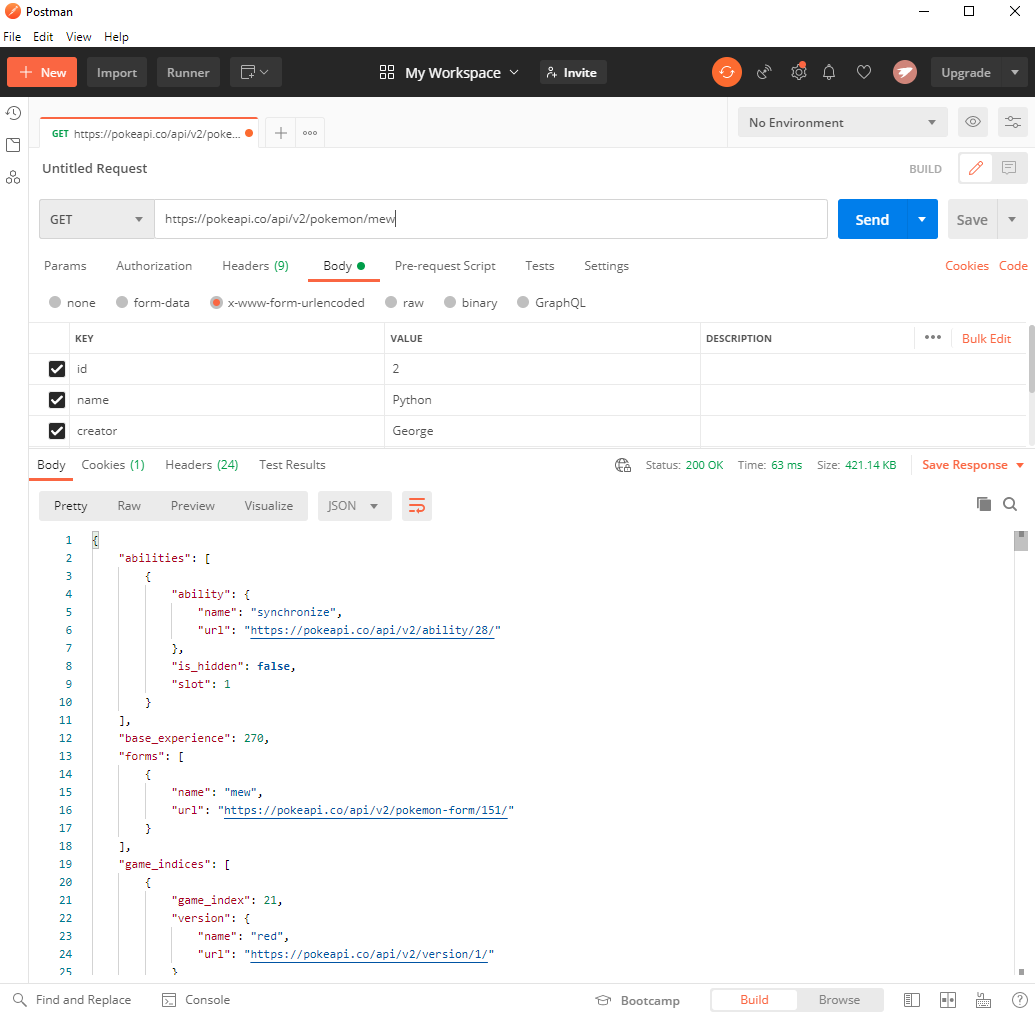 Postman
File Edit View Help
New Import Runner My Workspace Invite Upgrade
GET https://pokeapi.co/api/v2/poke... No Environment
Untitled Request BUILD
GET https://pokeapi.co/api/v2/pokemon/mew Send Save
Params Authorization Headers (9) Body Pre-request Script Tests Settings Cookies Code
none form-data x-www-form-urlencoded raw binary GraphQL
KEY VALUE DESCRIPTION Bulk Edit
id 2
name Python
creator George
Body Cookies (1) Headers (24) Test Results Status: 200 OK Time: 63 ms Size: 421.14 KB Save Response
Pretty Raw Preview Visualize JSON
1 {
2 "abilities": [
3 {
4 "ability": {
5 "name": "synchronize",
6 "url": "https://pokeapi.co/api/v2/ability/28/"
7 },
8 "is_hidden": false,
9 "slot": 1
10 }
11 ],
12 "base_experience": 270,
13 "forms": [
14 {
15 "name": "mew",
16 "url": "https://pokeapi.co/api/v2/pokemon-form/151/"
17 }
18 ],
19 "game_indices": [
20 {
21 "game_index": 21,
22 "version": {
23 "name": "red",
24 "url": "https://pokeapi.co/api/v2/version/1/"
25 }
Find and Replace Console Bootcamp Build Browse